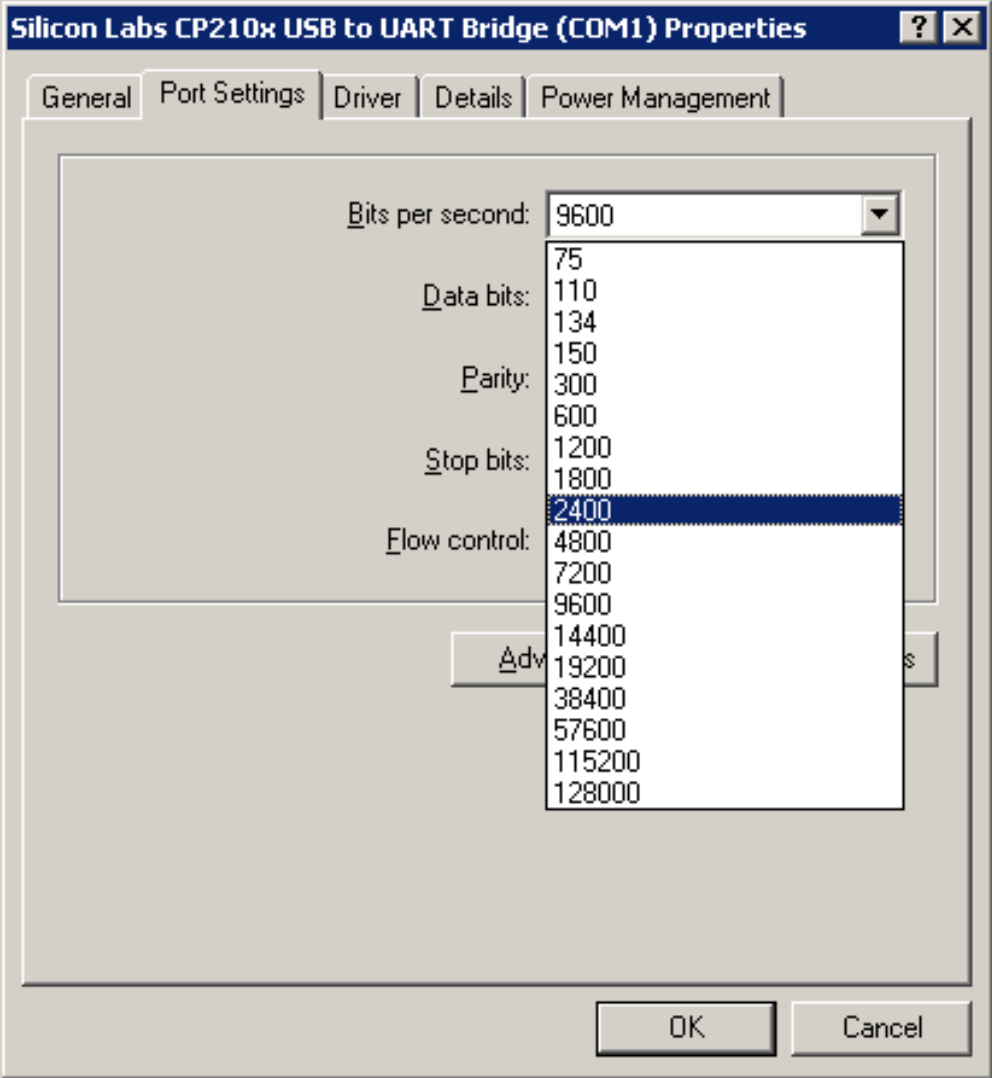 Silicon Labs CP210x USB to UART Bridge (COM1) Properties ? X
General Port Settings Driver Details Power Management
Bits per second: 9600
75
Data bits:
110
134
150
Parity:
300
600
1200
Stop bits:
1800
2400
Flow control:
4800
7200
9600
14400
Adv s
19200
38400
57600
115200
128000
OK Cancel